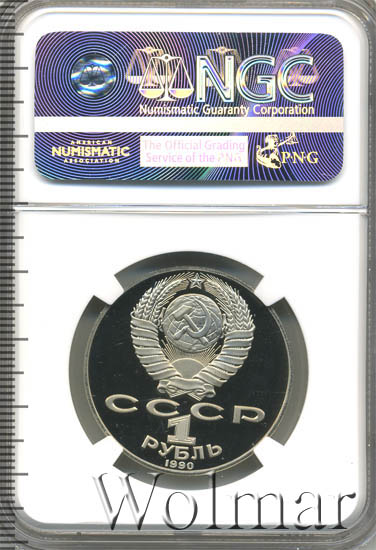 NGC
Numismatic Guaranty Corporation
AMERICAN
NUMISMATIC
ASSOCIATION
The Official Grading
Service of the PNG
PNG
СССР
1
РУБЛЬ
1990
Wolmar